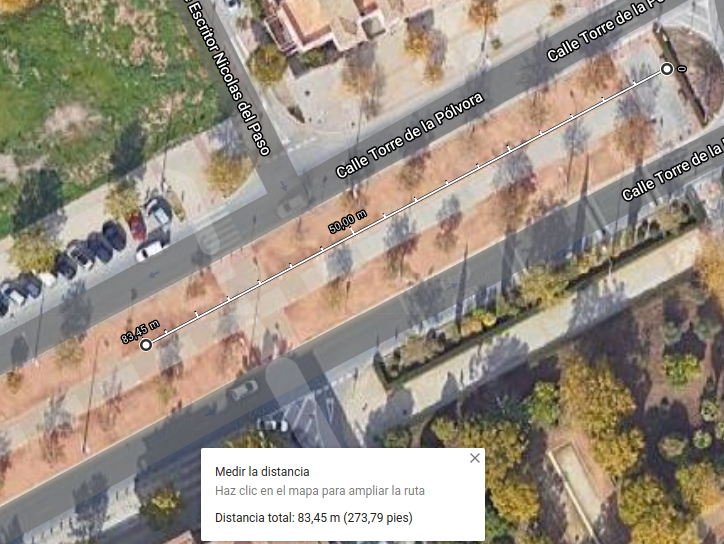 Escritor Nicolas del Paso
Calle Torre de la
Calle Torre de la Pólvora
Calle Torre de la
0
50,00 m
83,45 m
Medir la distancia
Haz clic en el mapa para ampliar la ruta
Distancia total: 83,45 m (273,79 pies)